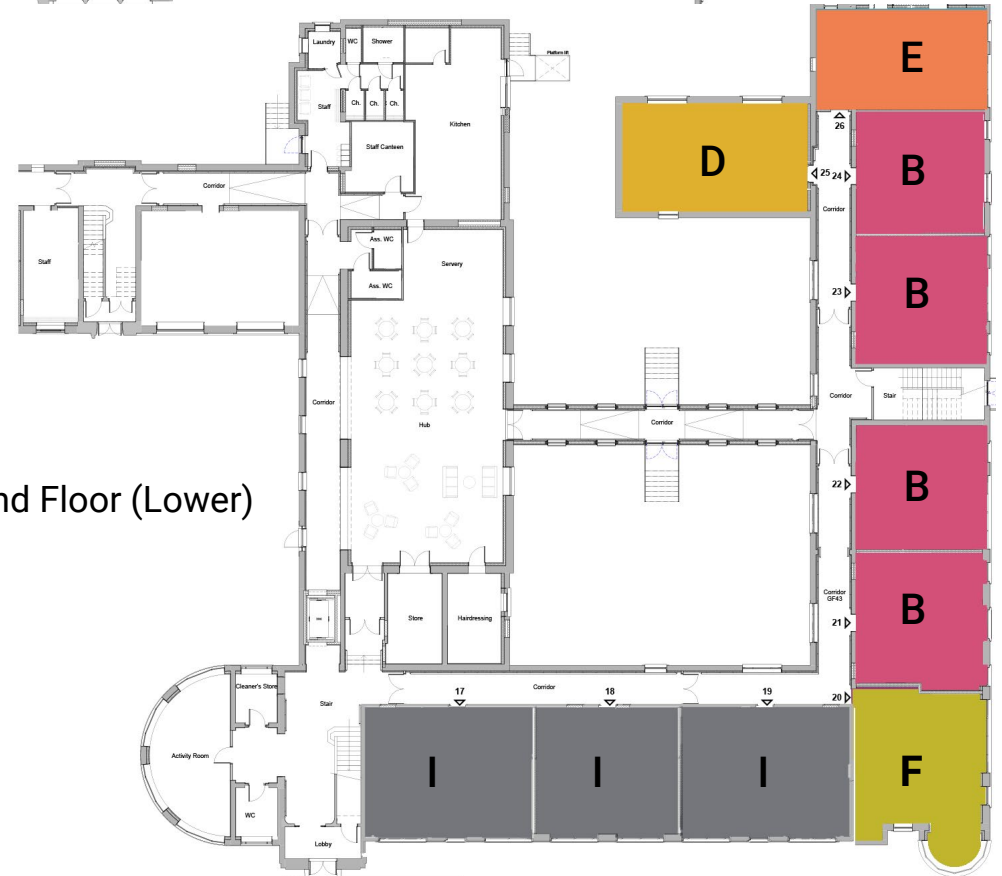 Laundry
WC
Shower
Platform lift
E
Staff
Ch.
Ch.
Ch.
Kitchen
26
Staff Canteen
D
25
24
B
Corridor
Corridor
Ass. WC
Staff
Servery
Ass. WC
23
B
Corridor
Corridor
Stair
Hub
Corridor
nd Floor (Lower)
22
B
Corridor
GF43
Store
Hairdressing
21
B
Cleaner's Store
Corridor
17
18
19
20
Stair
Activity Room
I
I
I
F
WC
Lobby